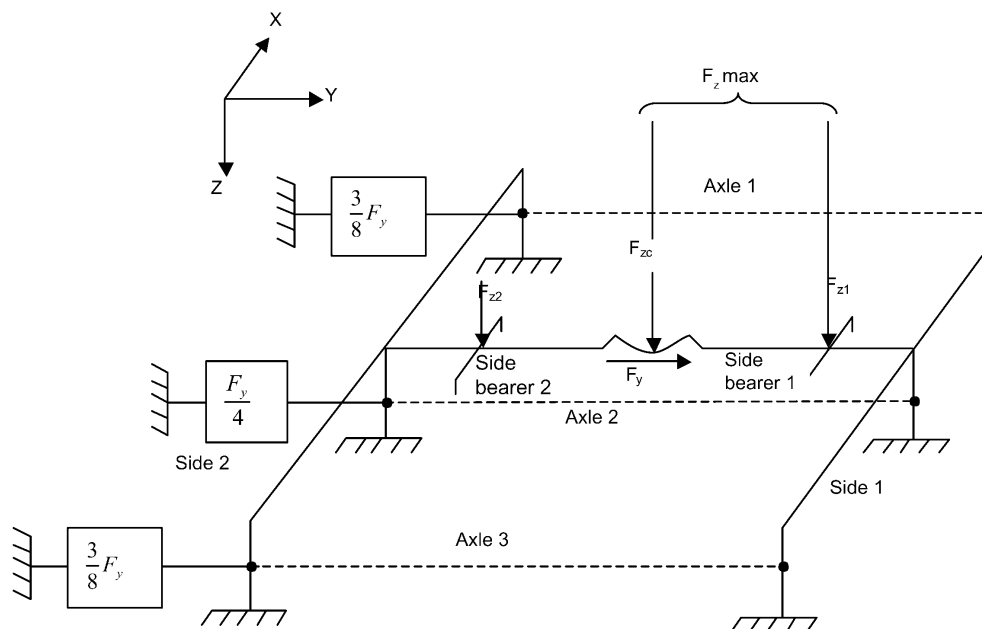 X
Y
Z
F_z max
Axle 1
3/8 F_y
F_zc
F_z2
F_z1
Side
bearer 2
F_y
Side
bearer 1
F_y/4
Axle 2
Side 2
Side 1
Axle 3
3/8 F_y